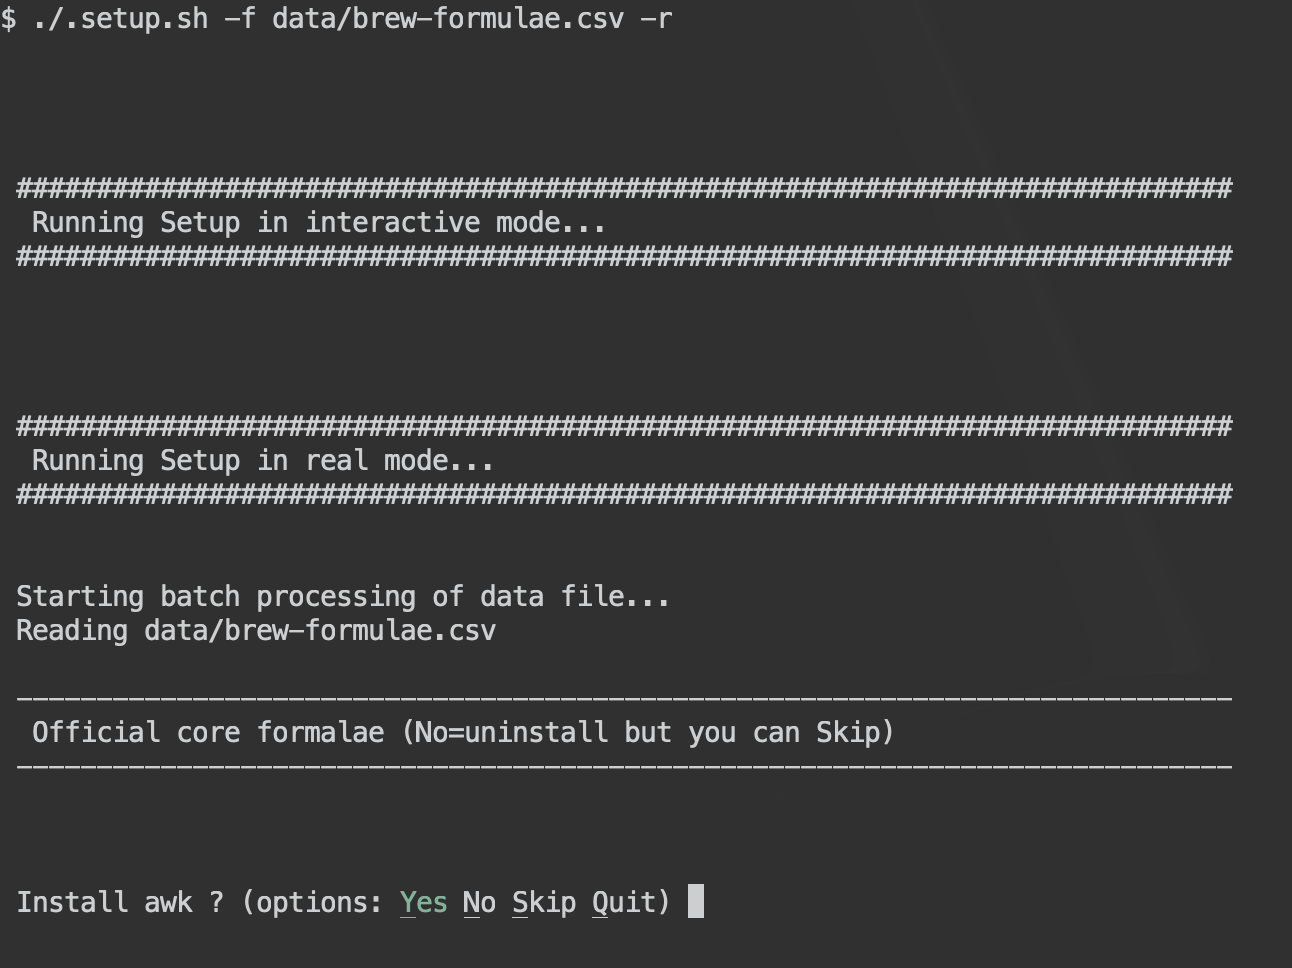 $ ./.setup.sh -f data/brew-formulae.csv -r
############################################################################
Running Setup in interactive mode...
############################################################################
############################################################################
Running Setup in real mode...
############################################################################
Starting batch processing of data file...
Reading data/brew-formulae.csv
----------------------------------------------------------------------------
Official core formalae (No=uninstall but you can Skip)
----------------------------------------------------------------------------
Install awk ? (options: Yes No Skip Quit)